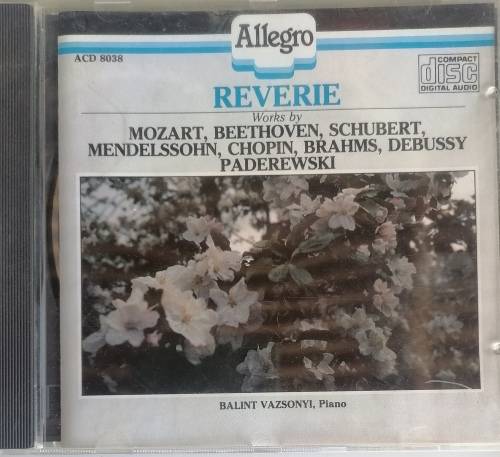 Allegro
ACD 8038
COMPACT
disc
DIGITAL AUDIO
REVERIE
Works by
MOZART, BEETHOVEN, SCHUBERT,
MENDELSSOHN, CHOPIN, BRAHMS, DEBUSSY
PADEREWSKI
BALINT VAZSONYI, Piano